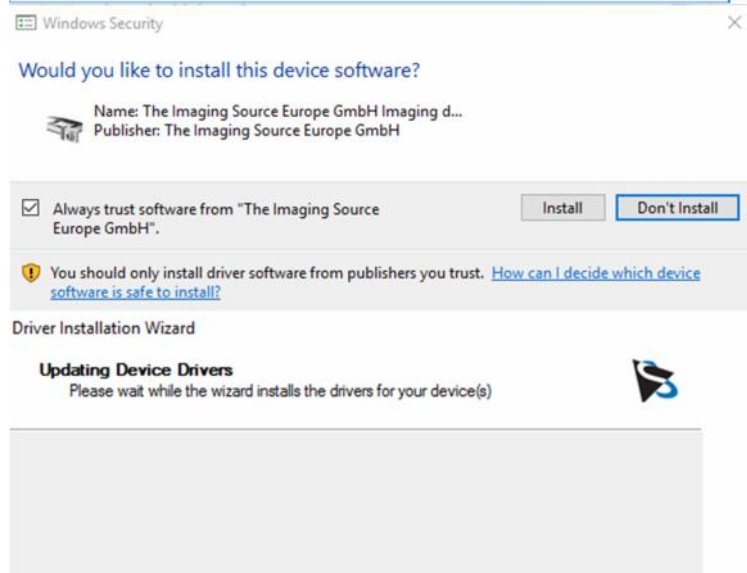 Windows Security
Would you like to install this device software?
Name: The Imaging Source Europe GmbH Imaging d...
Publisher: The Imaging Source Europe GmbH
Always trust software from "The Imaging Source
Europe GmbH".
Install
Don't Install
You should only install driver software from publishers you trust. How can I decide which device
software is safe to install?
Driver Installation Wizard
Updating Device Drivers
Please wait while the wizard installs the drivers for your device(s)